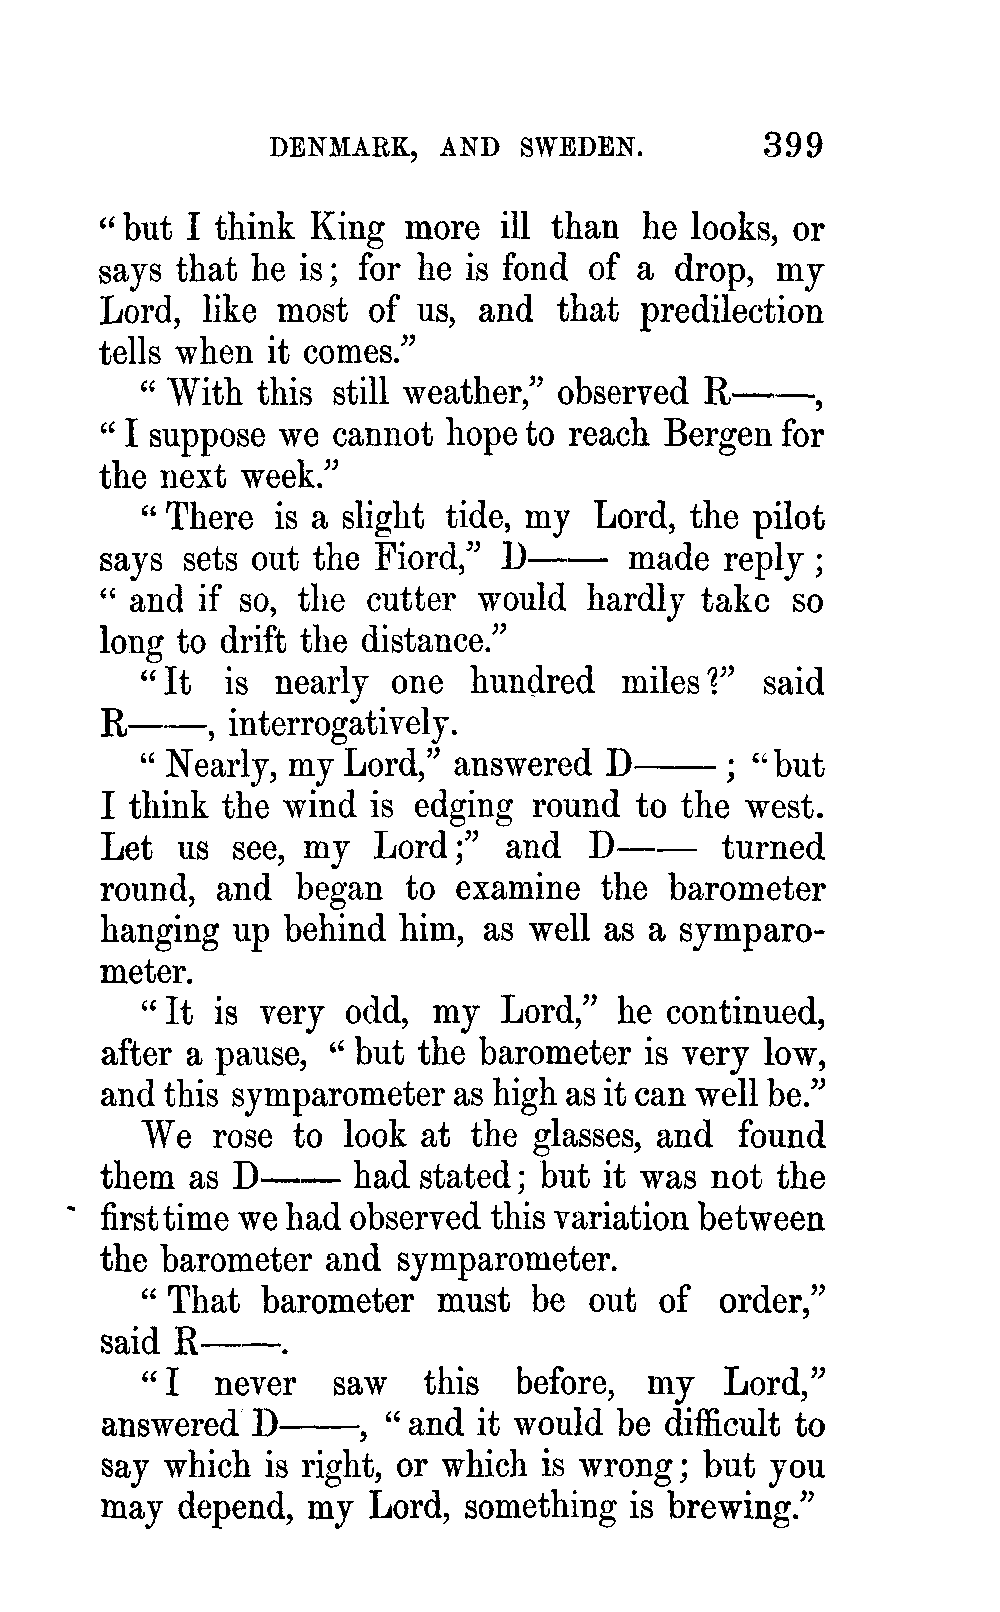 DENMARK, AND SWEDEN. 399
“but I think King more ill than he looks, or
says that he is; for he is fond of a drop, my
Lord, like most of us, and that predilection
tells when it comes.”
“With this still weather,” observed R——,
“I suppose we cannot hope to reach Bergen for
the next week.”
“There is a slight tide, my Lord, the pilot
says sets out the Fiord,” D—— made reply;
“and if so, the cutter would hardly take so
long to drift the distance.”
“It is nearly one hundred miles?” said
R——, interrogatively.
“Nearly, my Lord,” answered D——; “but
I think the wind is edging round to the west.
Let us see, my Lord;” and D—— turned
round, and began to examine the barometer
hanging up behind him, as well as a symparo-
meter.
“It is very odd, my Lord,” he continued,
after a pause, “but the barometer is very low,
and this symparometer as high as it can well be.”
We rose to look at the glasses, and found
them as D—— had stated; but it was not the
first time we had observed this variation between
the barometer and symparometer.
“That barometer must be out of order,”
said R——.
“I never saw this before, my Lord,”
answered D——, “and it would be difficult to
say which is right, or which is wrong; but you
may depend, my Lord, something is brewing.”